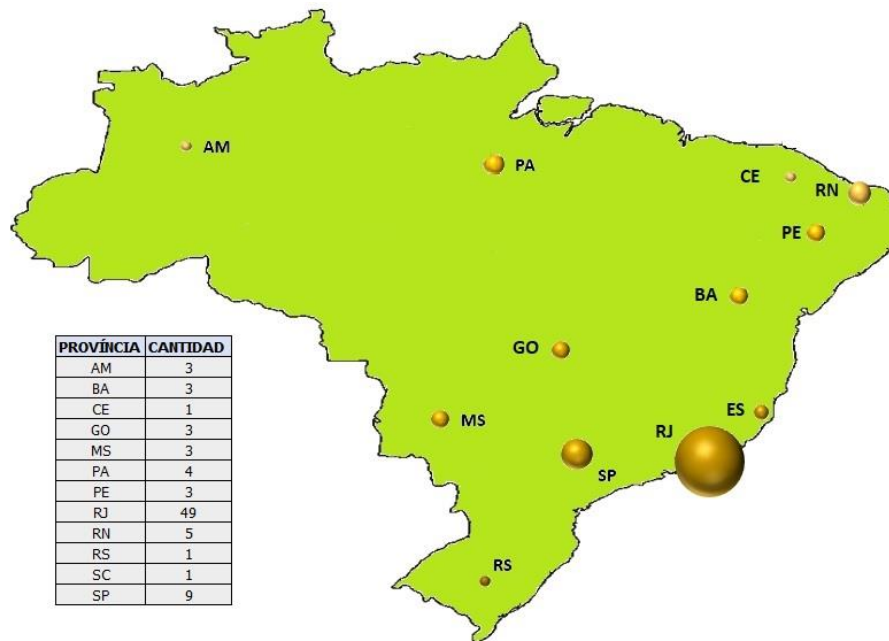 AM
PA
CE
RN
PE
BA
GO
ES
MS
RJ
SP
RS
PROVÍNCIA CANTIDAD
AM 3
BA 3
CE 1
GO 3
MS 3
PA 4
PE 3
RJ 49
RN 5
RS 1
SC 1
SP 9